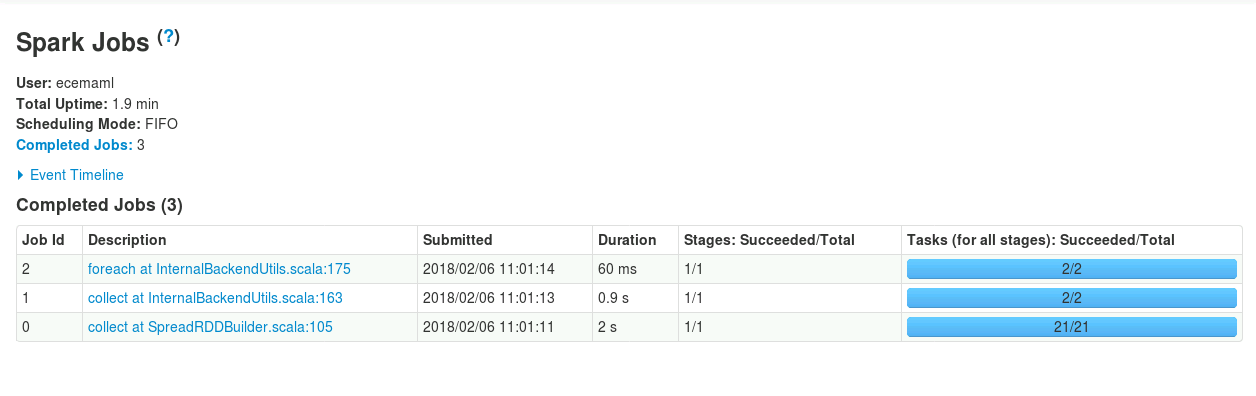 Spark Jobs (?)
User: ecemaml
Total Uptime: 1.9 min
Scheduling Mode: FIFO
Completed Jobs: 3
Event Timeline
Completed Jobs (3)
Job Id Description Submitted Duration Stages: Succeeded/Total Tasks (for all stages): Succeeded/Total
2 foreach at InternalBackendUtils.scala:175 2018/02/06 11:01:14 60 ms 1/1 2/2
1 collect at InternalBackendUtils.scala:163 2018/02/06 11:01:13 0.9 s 1/1 2/2
0 collect at SpreadRDDBuilder.scala:105 2018/02/06 11:01:11 2 s 1/1 21/21